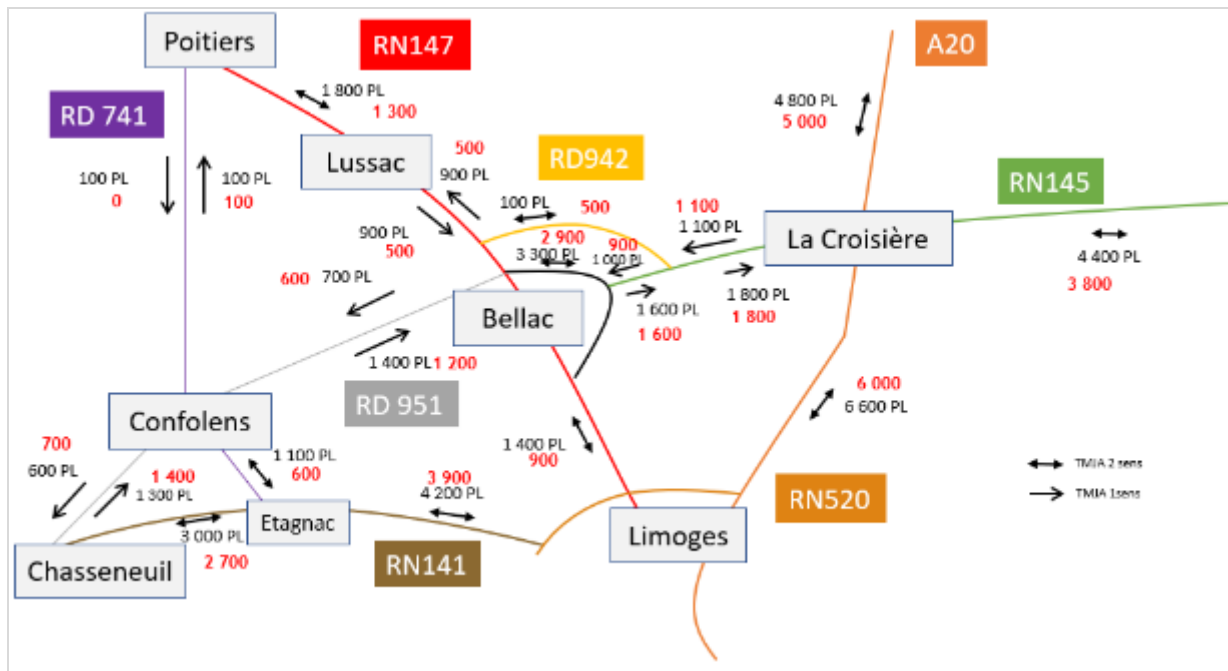 Poitiers
RN147
A20
1 800 PL
1 300
RD 741
4 800 PL
5 000
Lussac
500
900 PL
RD942
RN145
100 PL
0
100 PL
100
100 PL
500
1 100
1 100 PL
La Croisière
900 PL
500
2 900
3 300 PL
900
1 000 PL
4 400 PL
3 800
600
700 PL
1 800 PL
1 800
1 600 PL
1 600
Bellac
1 400 PL
1 200
RD 951
6 000
6 600 PL
Confolens
700
600 PL
1 400
1 300 PL
1 100 PL
600
1 400 PL
900
3 900
4 200 PL
TMJA 2 sens
TMJA 1sens
RN520
Etagnac
3 000 PL
2 700
Limoges
Chasseneuil
RN141